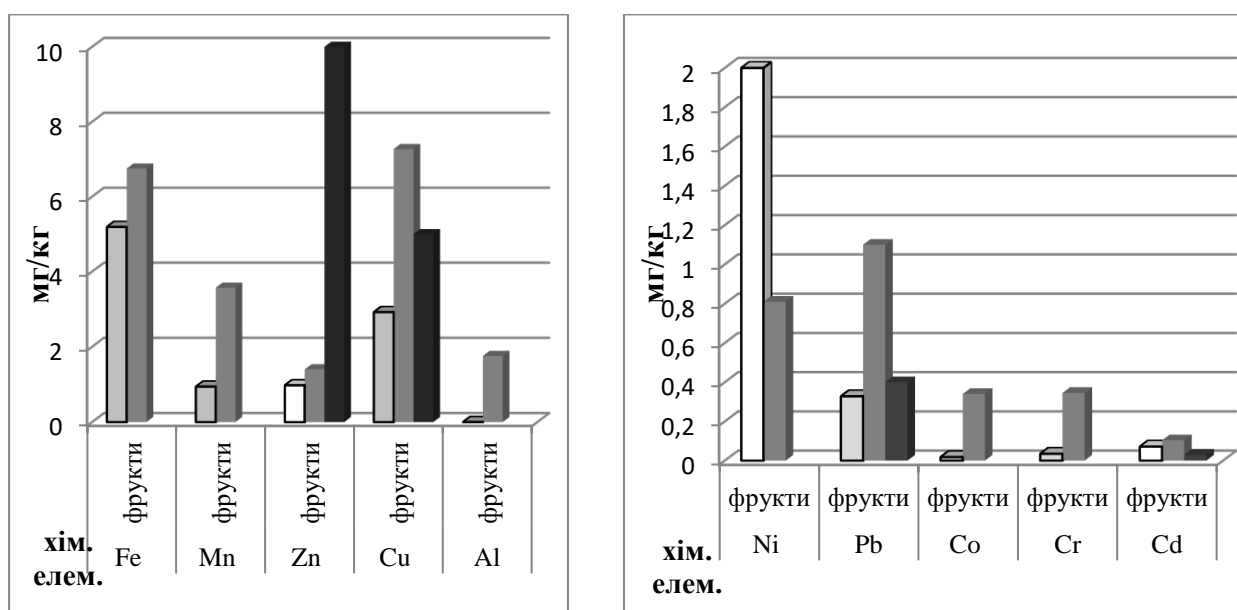 10
8
6
4
2
0
мг/кг
фрукти
фрукти
фрукти
фрукти
фрукти
хім.
елем.
Fe
Mn
Zn
Cu
Al
2
1,8
1,6
1,4
1,2
1
0,8
0,6
0,4
0,2
0
мг/кг
фрукти фрукти фрукти фрукти фрукти
хім.
елем.
Ni Pb Co Cr Cd